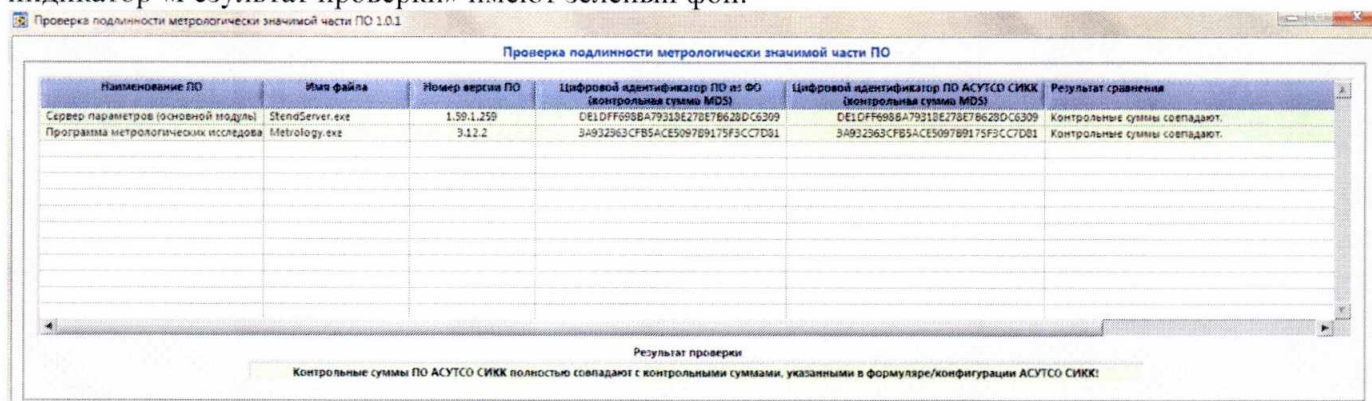 индикатор «Результат проверки» имеют зеленый фон.
Проверка подлинности метрологически значимой части ПО 1.0.1
Проверка подлинности метрологически значимой части ПО
Наименование ПО Имя файла Номер версии ПО Цифровой идентификатор ПО из ФО (контрольная сумма MD5) Цифровой идентификатор ПО АСУТСО СИКК (контрольная сумма MD5) Результат сравнения
Сервер параметров (основной модуль) StendServer.exe 1.59.1.259 Контрольные суммы совпадают.
Программа метрологических исследова Metrology.exe 3.12.2 Контрольные суммы совпадают.
Результат проверки
Контрольные суммы ПО АСУТСО СИКК полностью совпадают с контрольными суммами, указанными в формуляре/конфигурации АСУТСО СИКК!